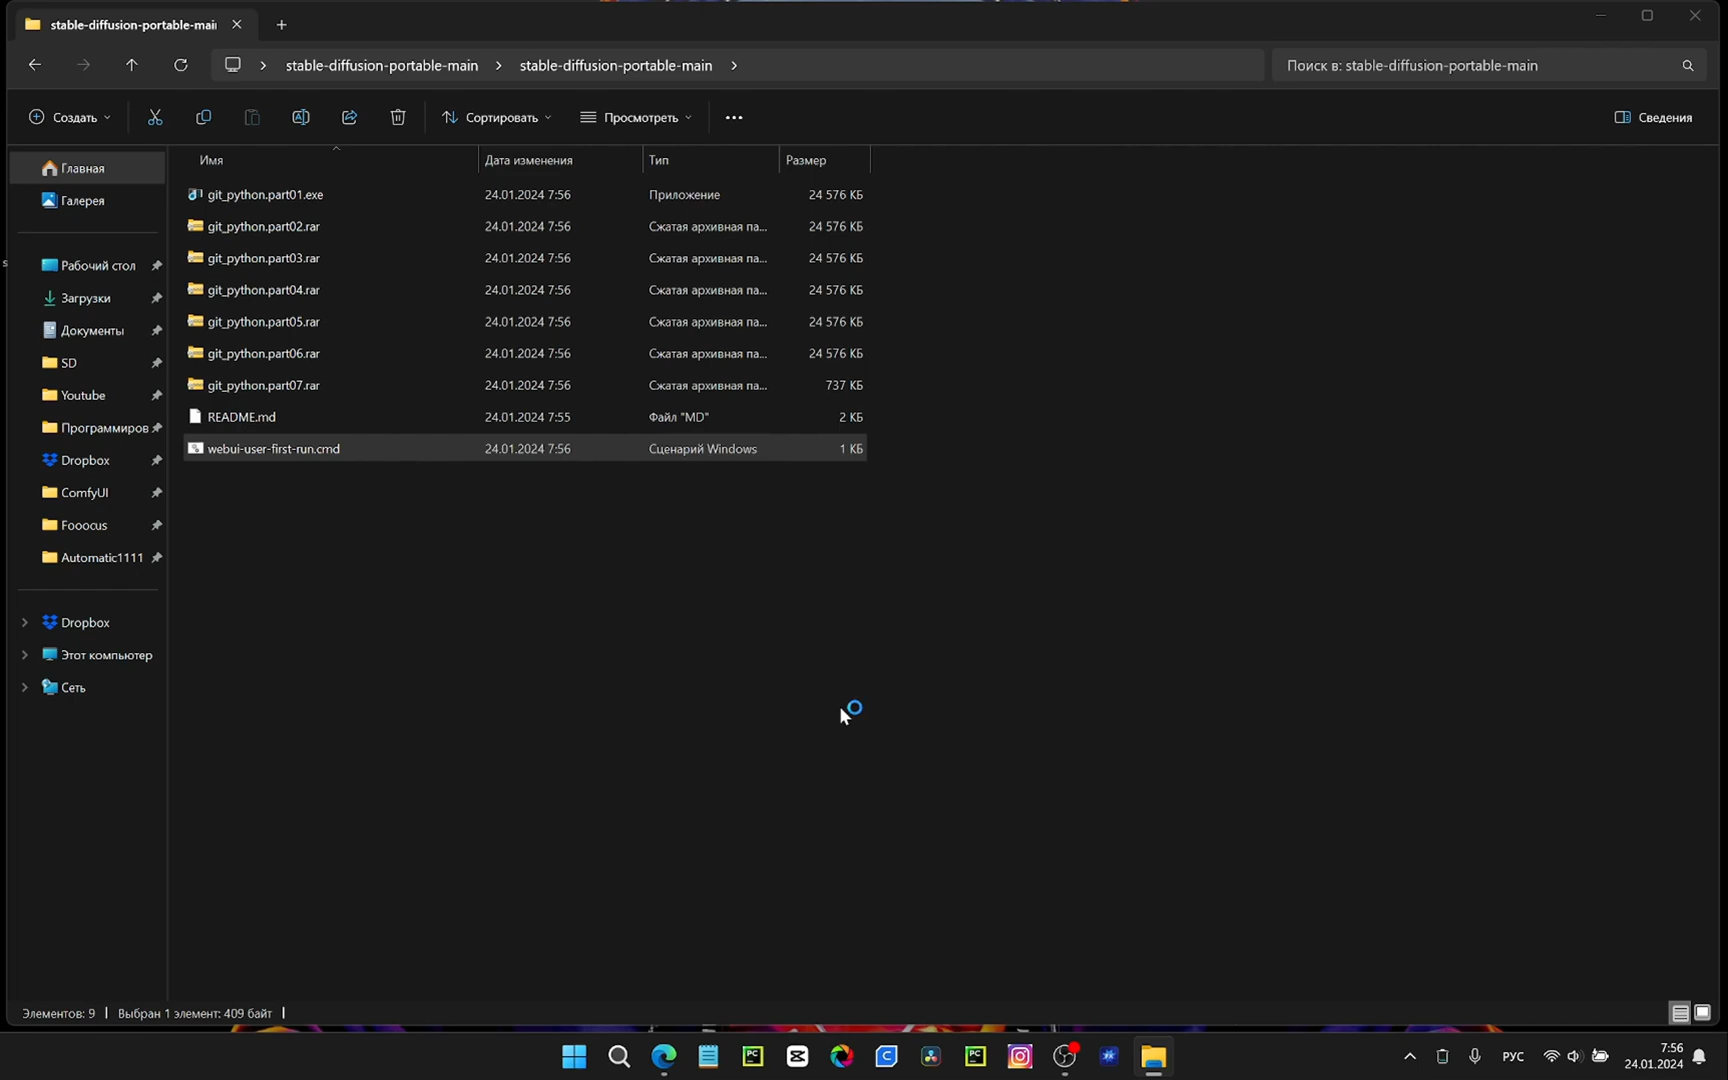 stable-diffusion-portable-mai
stable-diffusion-portable-main
stable-diffusion-portable-main
Поиск в: stable-diffusion-portable-main
Создать
Сортировать
Просмотреть
Сведения
Имя
Дата изменения
Тип
Размер
git_python.part01.exe 24.01.2024 7:56 Приложение 24 576 КБ
git_python.part02.rar 24.01.2024 7:56 Сжатая архивная па... 24 576 КБ
git_python.part03.rar 24.01.2024 7:56 Сжатая архивная па... 24 576 КБ
git_python.part04.rar 24.01.2024 7:56 Сжатая архивная па... 24 576 КБ
git_python.part05.rar 24.01.2024 7:56 Сжатая архивная па... 24 576 КБ
git_python.part06.rar 24.01.2024 7:56 Сжатая архивная па... 24 576 КБ
git_python.part07.rar 24.01.2024 7:56 Сжатая архивная па... 737 КБ
README.md 24.01.2024 7:55 Файл "MD" 2 КБ
webui-user-first-run.cmd 24.01.2024 7:56 Сценарий Windows 1 КБ
Главная
Галерея
Рабочий стол
Загрузки
Документы
SD
Youtube
Программиров
Dropbox
ComfyUI
Fooocus
Automatic1111
Dropbox
Этот компьютер
Сеть
Элементов: 9
Выбран 1 элемент: 409 байт
PC
PC
РУС
7:56
24.01.2024